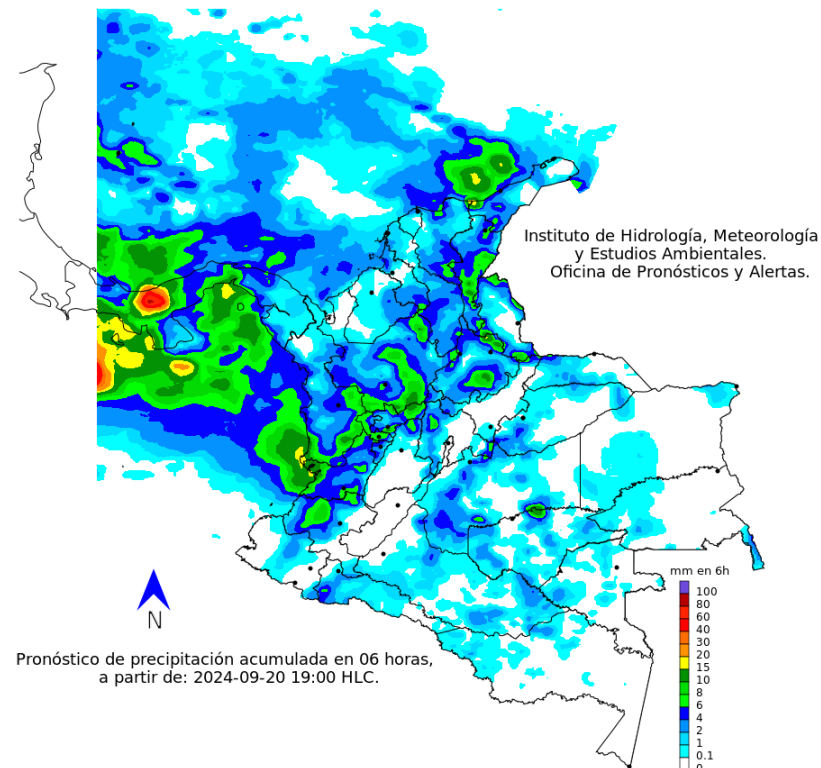 Instituto de Hidrología, Meteorología
y Estudios Ambientales.
Oficina de Pronósticos y Alertas.
mm en 6h
100
80
60
40
30
20
15
10
8
6
4
2
1
0.1
0
N
Pronóstico de precipitación acumulada en 06 horas,
a partir de: 2024-09-20 19:00 HLC.